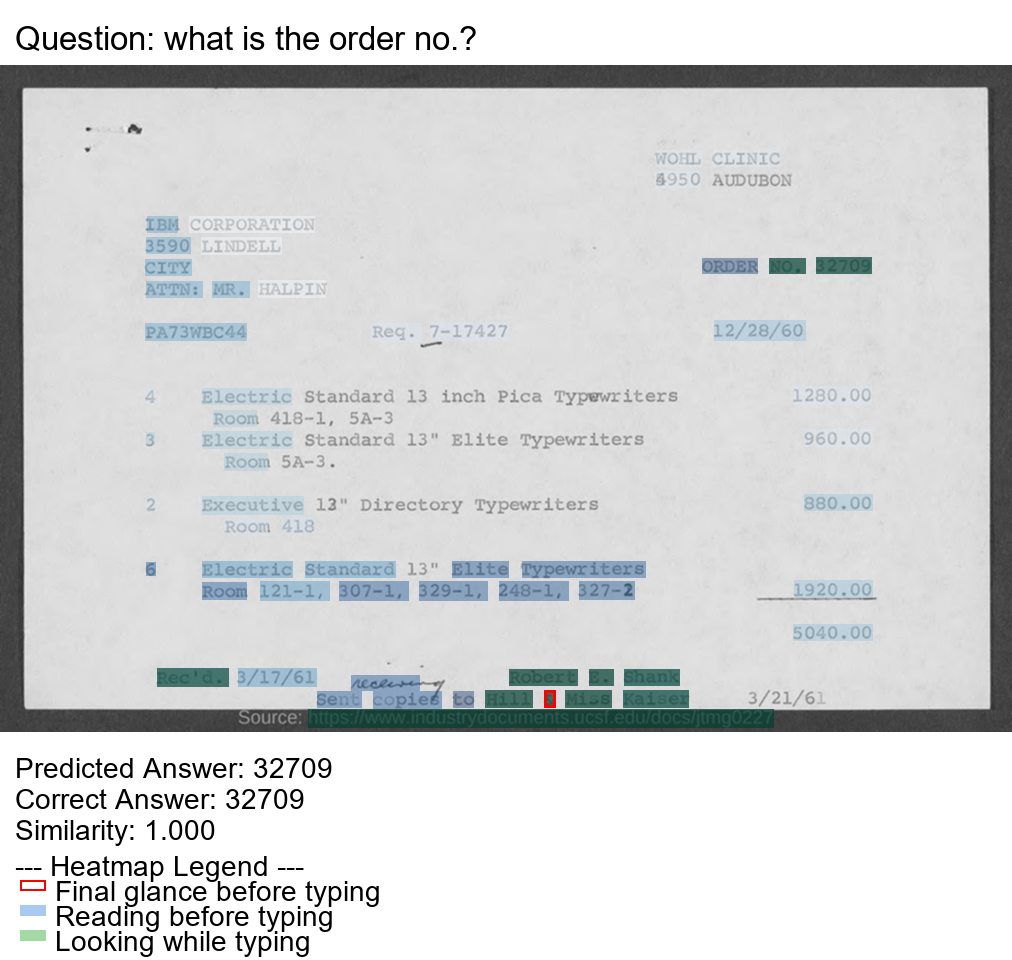 Question: what is the order no.?
WOHL CLINIC
4950 AUDUBON
IBM CORPORATION
3590 LINDELL
CITY
ORDER NO. 32709
ATTN: MR. HALPIN
PA73WBC44 Req. 7-17427 12/28/60
4 Electric Standard 13 inch Pica Typewriters 1280.00
Room 418-1, 5A-3
3 Electric Standard 13" Elite Typewriters 960.00
Room 5A-3.
2 Executive 13" Directory Typewriters 880.00
Room 418
6 Electric Standard 13" Elite Typewriters
Room 121-1, 307-1, 329-1, 248-1, 327-2 1920.00
5040.00
Rec'd. 3/17/61 receiving Robert E. Shank
Sent copies to Hill & Miss Kaiser 3/21/61
Source: https://www.industrydocuments.ucsf.edu/docs/jtmg0227
Predicted Answer: 32709
Correct Answer: 32709
Similarity: 1.000
--- Heatmap Legend ---
Final glance before typing
Reading before typing
Looking while typing